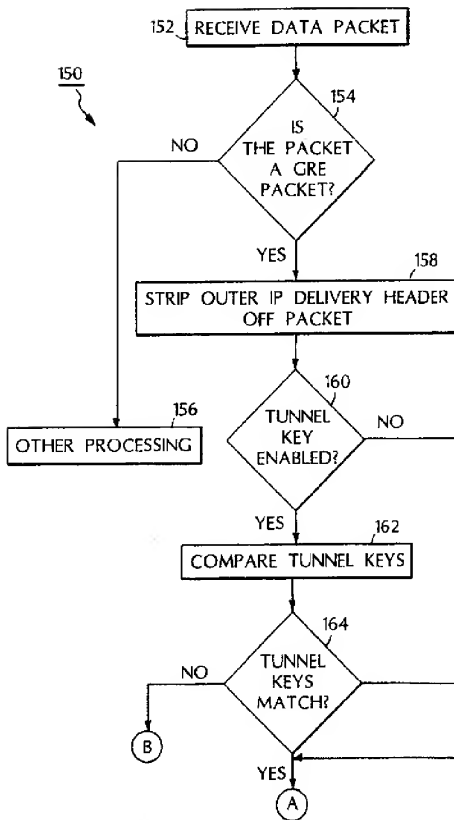 152 RECEIVE DATA PACKET
150
154
IS
THE PACKET
A GRE
PACKET?
NO
YES
158
STRIP OUTER IP DELIVERY HEADER
OFF PACKET
160
TUNNEL
KEY
ENABLED?
NO
156
OTHER PROCESSING
YES
162
COMPARE TUNNEL KEYS
164
TUNNEL
KEYS
MATCH?
NO
B
YES
A